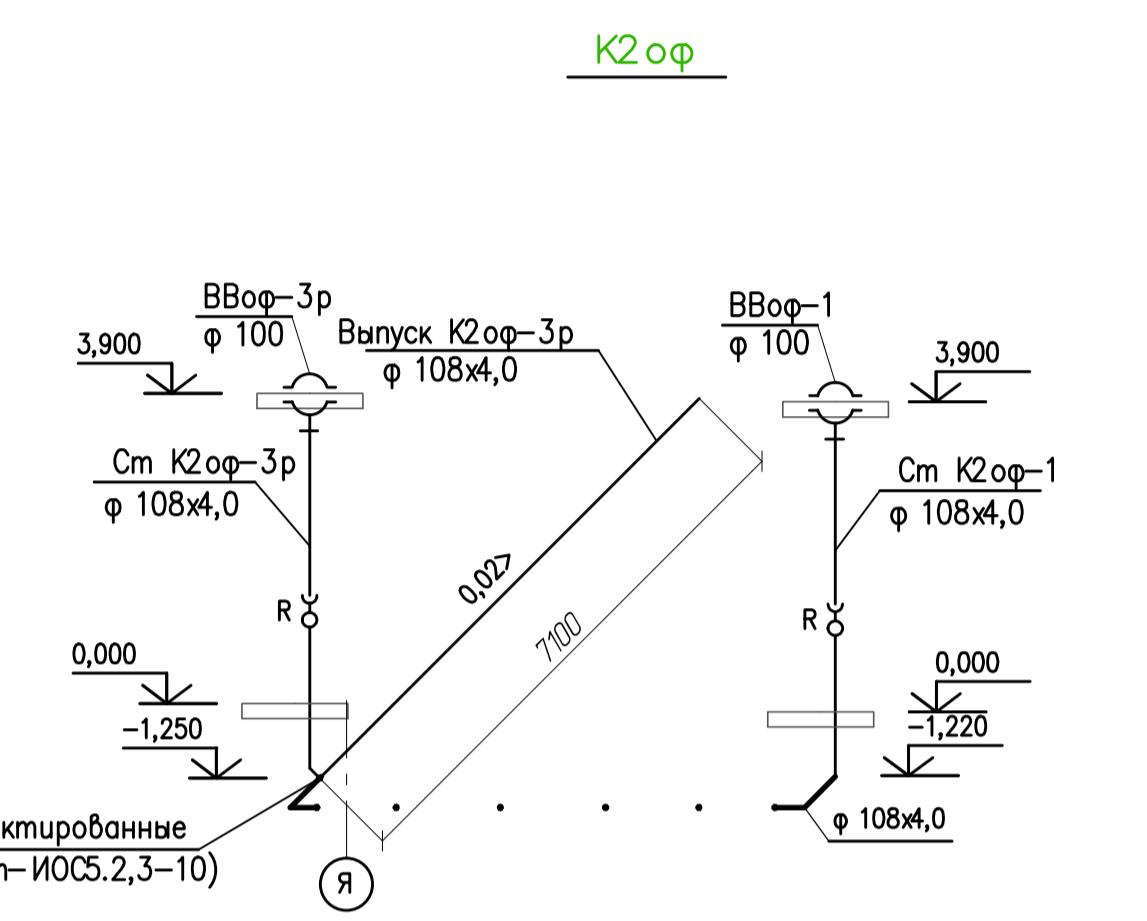 К2оф
ВВоф-3р
φ 100
3,900
Выпуск К2оф-3р
φ 108х4,0
ВВоф-1
φ 100
3,900
Ст К2оф-3р
φ 108х4,0
Ст К2оф-1
φ 108х4,0
0,02>
7100
R
R
0,000
-1,250
0,000
-1,220
φ 108х4,0
ктированные
-ИОС5.2,3-10)
Я